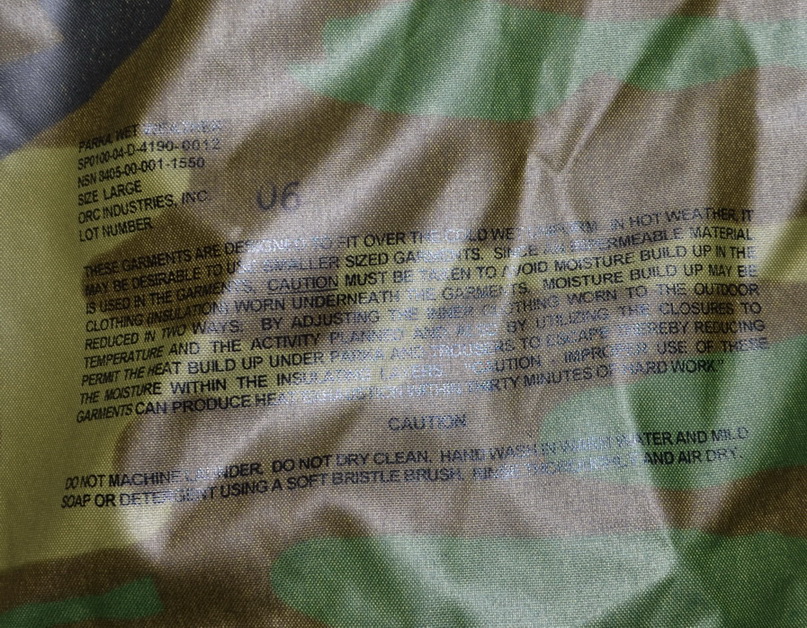 PARKA WET
SP0100-04-D-4190-0012
NSN 8405-00-001-1550
SIZE LARGE
ORC INDUSTRIES, INC.
LOT NUMBER
06
THESE GARMENTS ARE DESIGNED TO FIT OVER THE COLD WET UNIFORM. IN HOT WEATHER, IT
MAY BE DESIRABLE TO USE SMALLER SIZED GARMENTS. SINCE AN IMPERMEABLE MATERIAL
IS USED IN THE GARMENTS, CAUTION MUST BE TAKEN TO AVOID MOISTURE BUILD UP IN THE
CLOTHING (INSULATION) WORN UNDERNEATH THE GARMENTS. MOISTURE BUILD UP MAY BE
REDUCED IN TWO WAYS: BY ADJUSTING THE INNER CLOTHING WORN TO THE OUTDOOR
TEMPERATURE AND THE ACTIVITY PLANNED AND BY UTILIZING THE CLOSURES TO
PERMIT THE HEAT BUILD UP UNDER PARKA AND TROUSERS TO ESCAPE THEREBY REDUCING
THE MOISTURE WITHIN THE INSULATING LAYERS. "CAUTION - IMPROPER USE OF THESE
GARMENTS CAN PRODUCE HEAT EXHAUSTION WITHIN THIRTY MINUTES OF HARD WORK"
CAUTION
DO NOT MACHINE LAUNDER. DO NOT DRY CLEAN. HAND WASH IN WARM WATER AND MILD
SOAP OR DETERGENT USING A SOFT BRISTLE BRUSH. RINSE THOROUGHLY AND AIR DRY.